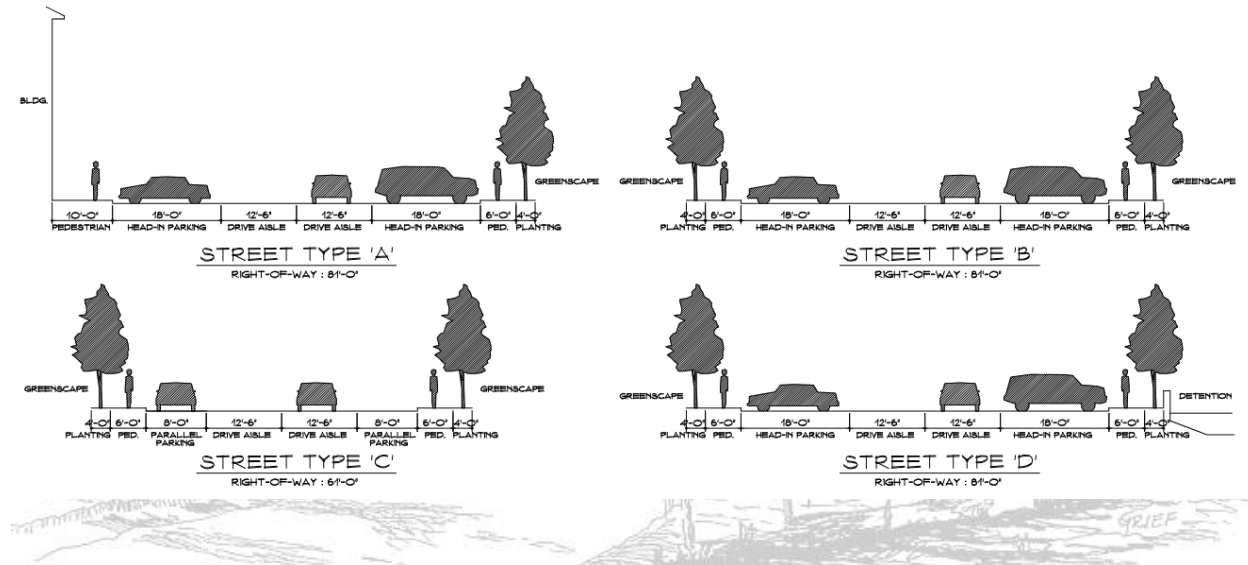 BLDG.
GREENSCAPE
10'-0" 18'-0" 12'-6" 12'-6" 18'-0" 6'-0" 4'-0"
PEDESTRIAN HEAD-IN PARKING DRIVE AISLE DRIVE AISLE HEAD-IN PARKING PED. PLANTING
STREET TYPE 'A'
RIGHT-OF-WAY : 81'-0"
GREENSCAPE GREENSCAPE
4'-0" 6'-0" 18'-0" 12'-6" 12'-6" 18'-0" 6'-0" 4'-0"
PLANTING PED. HEAD-IN PARKING DRIVE AISLE DRIVE AISLE HEAD-IN PARKING PED. PLANTING
STREET TYPE 'B'
RIGHT-OF-WAY : 81'-0"
GREENSCAPE GREENSCAPE
4'-0" 6'-0" 8'-0" 12'-6" 12'-6" 8'-0" 6'-0" 4'-0"
PLANTING PED. PARALLEL DRIVE AISLE DRIVE AISLE PARALLEL PED. PLANTING
PARKING PARKING
STREET TYPE 'C'
RIGHT-OF-WAY : 61'-0"
GREENSCAPE DETENTION
4'-0" 6'-0" 18'-0" 12'-6" 12'-6" 18'-0" 6'-0" 4'-0"
PLANTING PED. HEAD-IN PARKING DRIVE AISLE DRIVE AISLE HEAD-IN PARKING PED. PLANTING
STREET TYPE 'D'
RIGHT-OF-WAY : 81'-0"
GRIEF